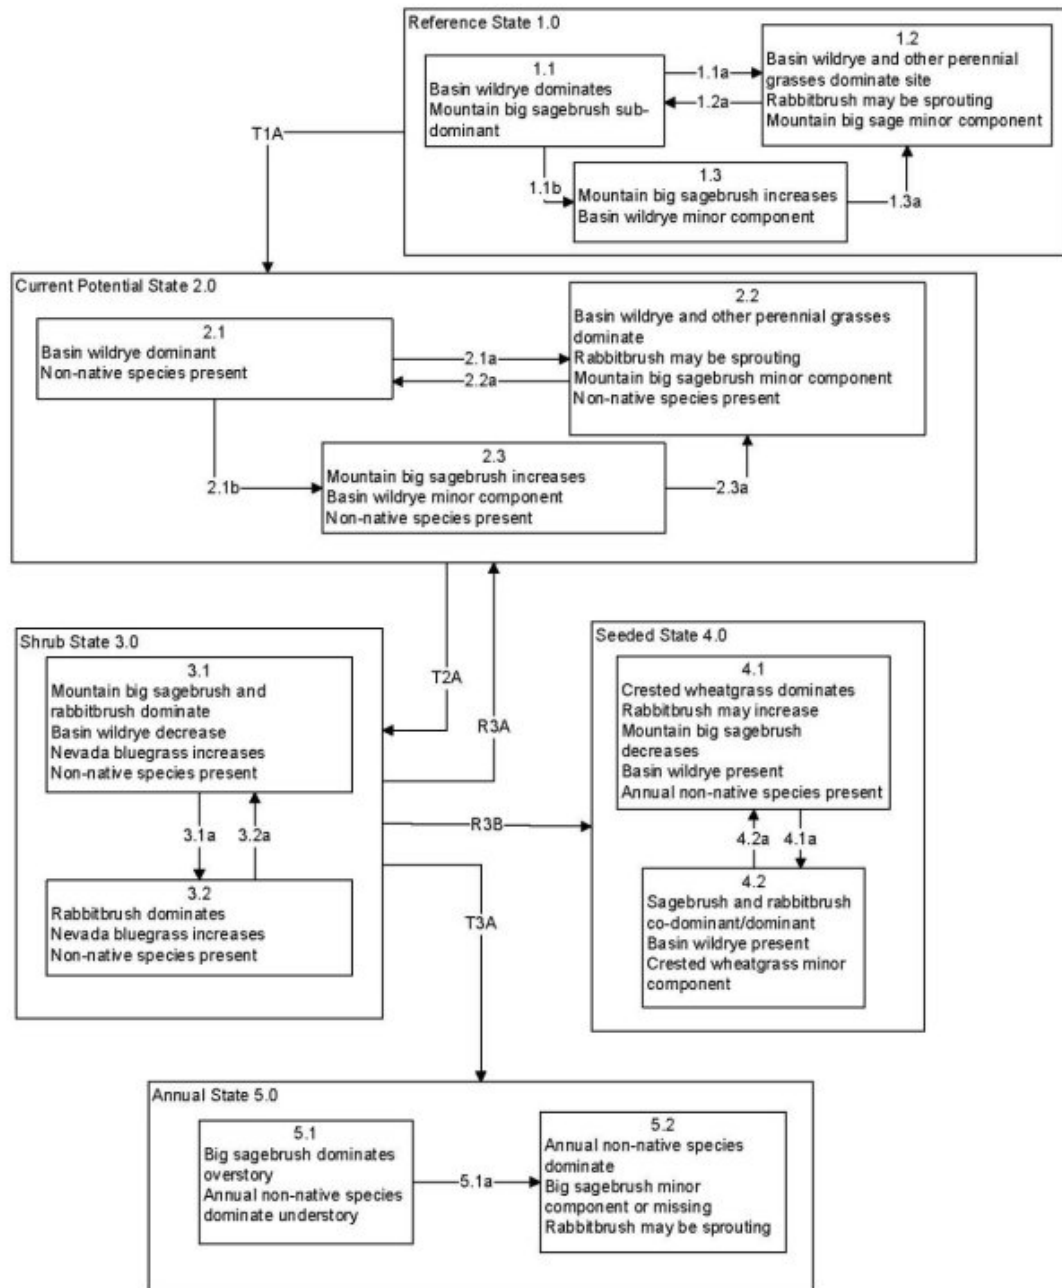 Reference State 1.0
1.1
Basin wildrye dominates
Mountain big sagebrush sub-
dominant
1.1a
1.2a
1.2
Basin wildrye and other perennial
grasses dominate site
Rabbitbrush may be sprouting
Mountain big sage minor component
1.1b
1.3
Mountain big sagebrush increases
Basin wildrye minor component
1.3a
T1A
Current Potential State 2.0
2.1
Basin wildrye dominant
Non-native species present
2.1a
2.2a
2.2
Basin wildrye and other perennial grasses
dominate
Rabbitbrush may be sprouting
Mountain big sagebrush minor component
Non-native species present
2.1b
2.3
Mountain big sagebrush increases
Basin wildrye minor component
Non-native species present
2.3a
T2A
R3A
Shrub State 3.0
3.1
Mountain big sagebrush and
rabbitbrush dominate
Basin wildrye decrease
Nevada bluegrass increases
Non-native species present
3.1a
3.2a
3.2
Rabbitbrush dominates
Nevada bluegrass increases
Non-native species present
R3B
T3A
Seeded State 4.0
4.1
Crested wheatgrass dominates
Rabbitbrush may increase
Mountain big sagebrush
decreases
Basin wildrye present
Annual non-native species present
4.2a
4.1a
4.2
Sagebrush and rabbitbrush
co-dominant/dominant
Basin wildrye present
Crested wheatgrass minor
component
Annual State 5.0
5.1
Big sagebrush dominates
overstory
Annual non-native species
dominate understory
5.1a
5.2
Annual non-native species
dominate
Big sagebrush minor
component or missing
Rabbitbrush may be sprouting